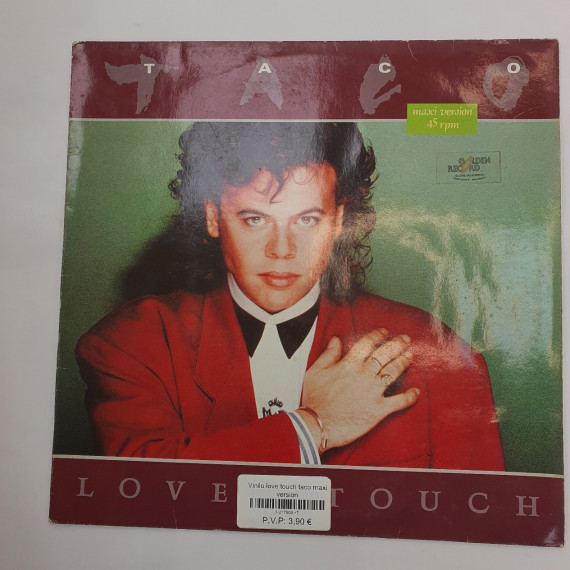 TACO
maxi version
45 rpm
GOLDEN
RECORD
LOVE TOUCH
Vinilo love touch taco maxi
version
P.V.P: 3,90 €